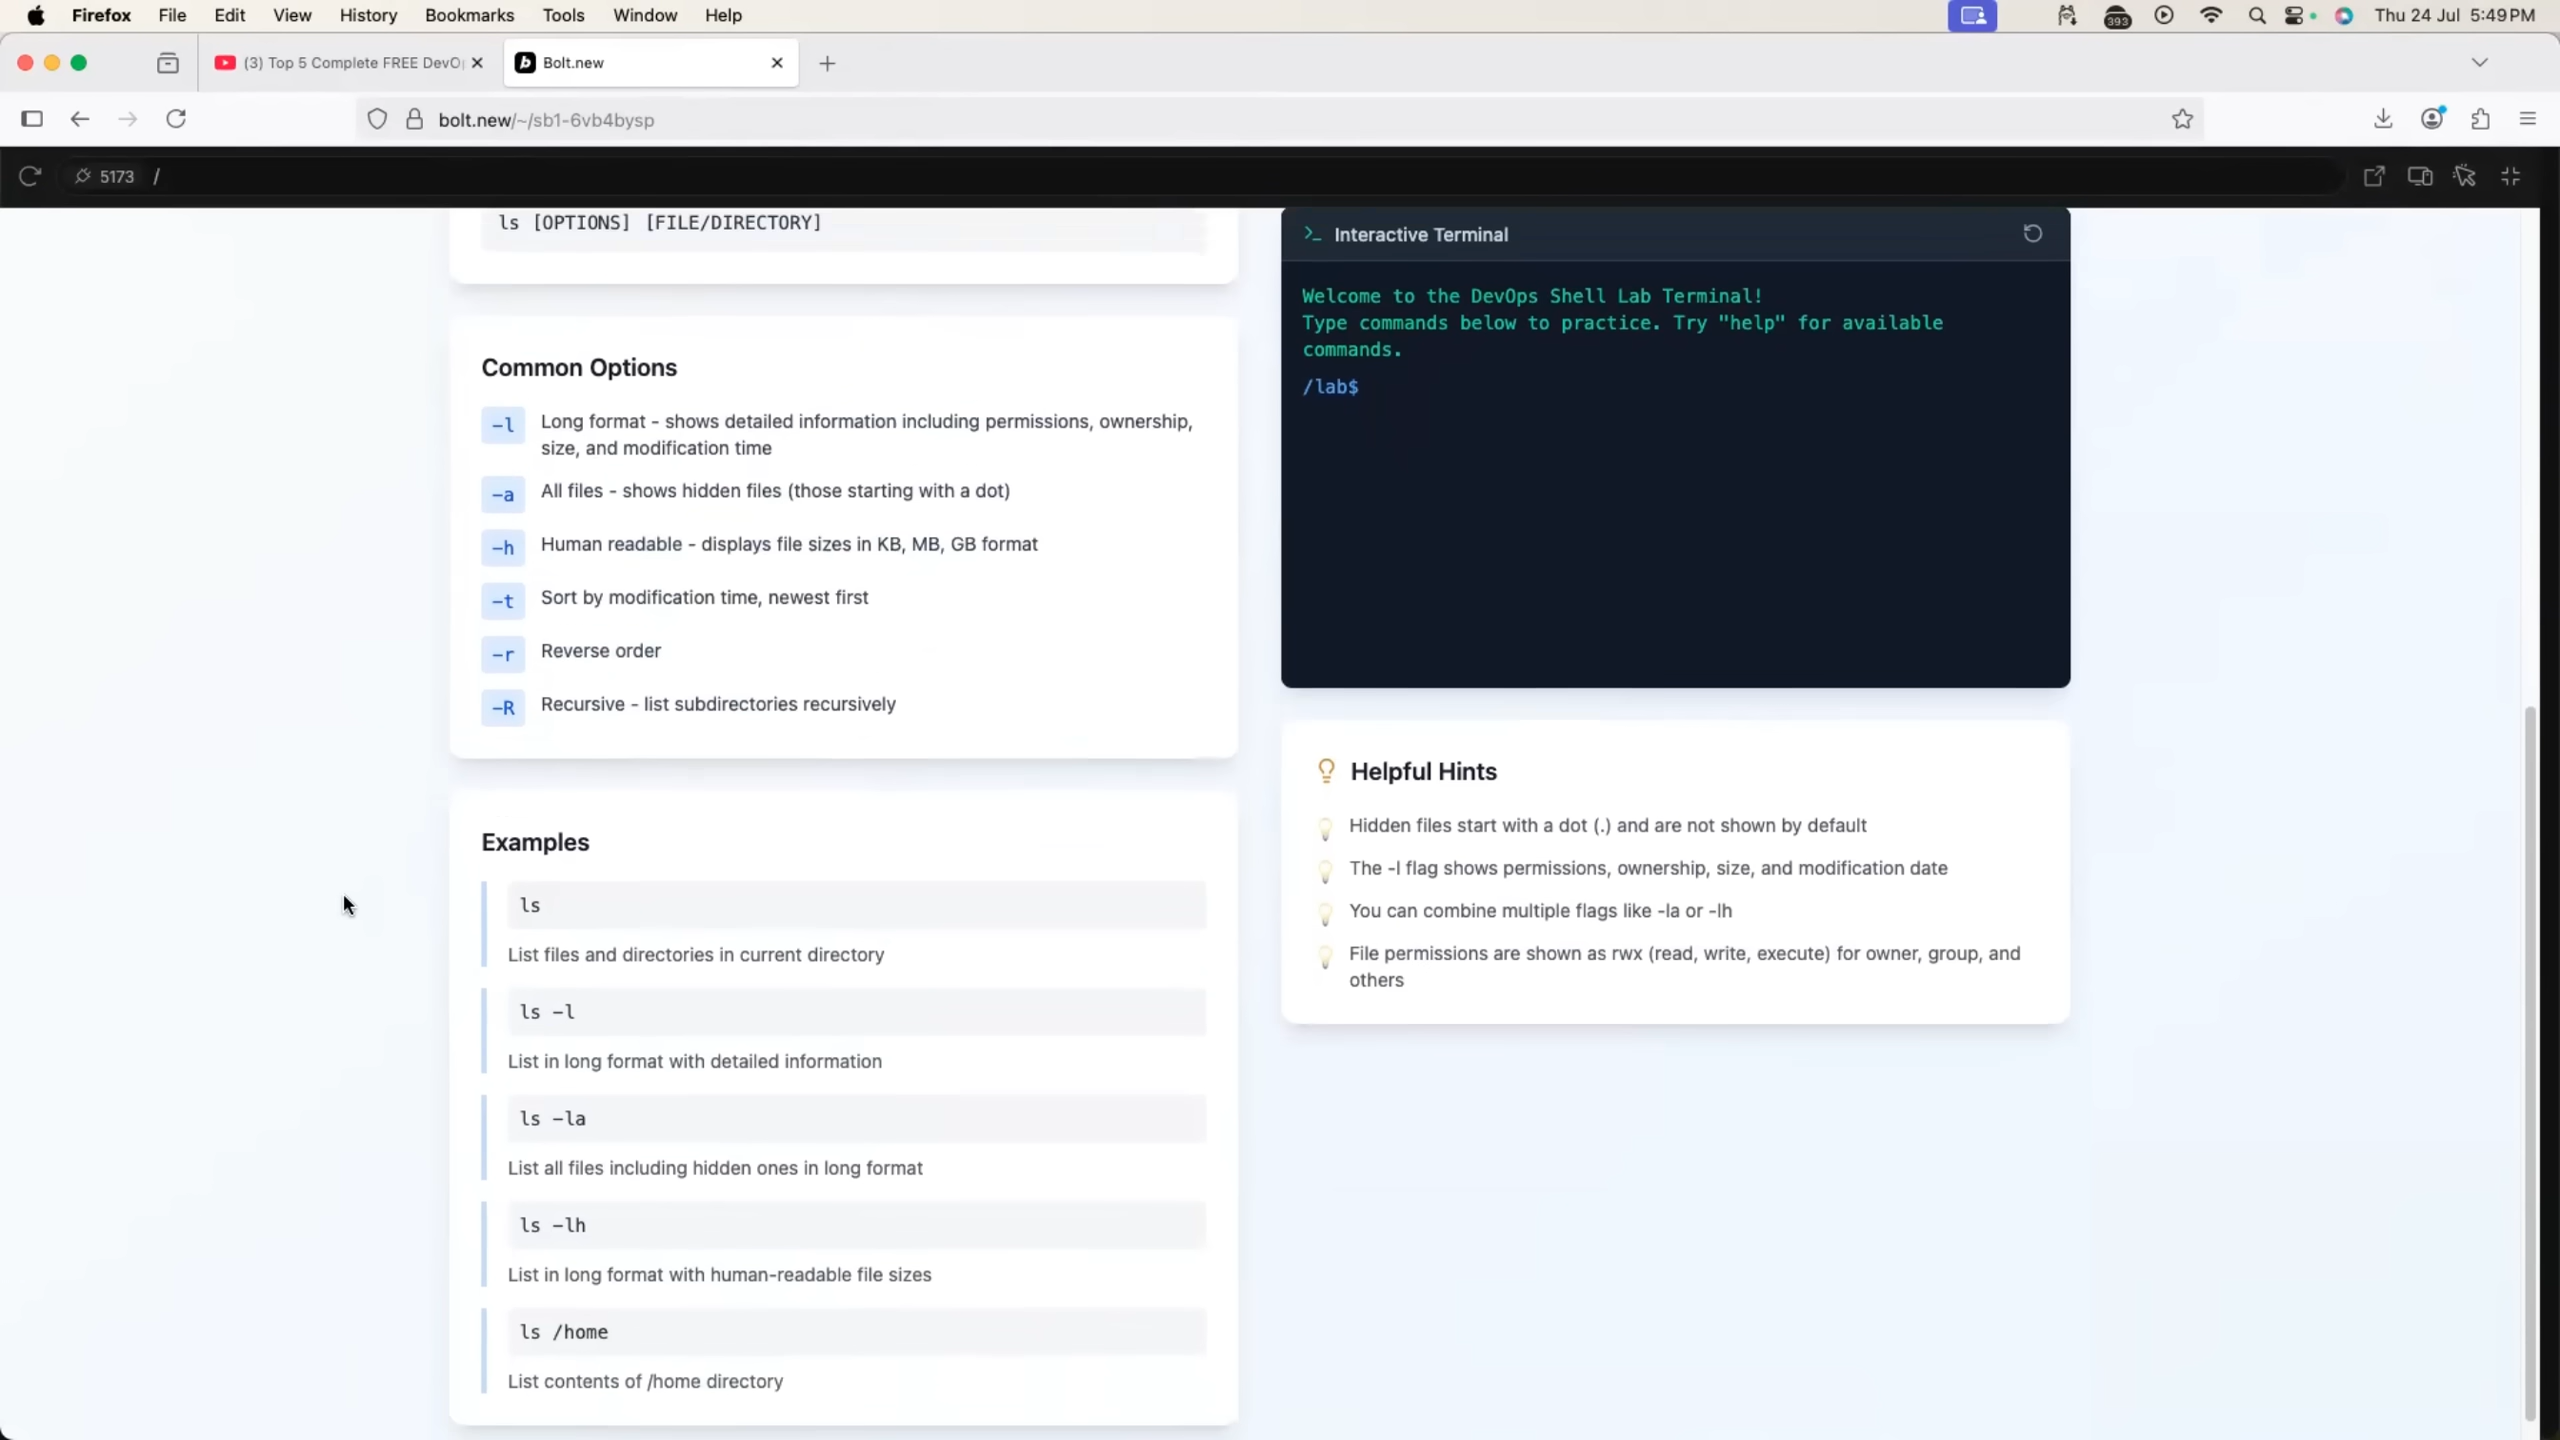 Firefox File Edit View History Bookmarks Tools Window Help
393
Thu 24 Jul 5:49 PM
(3) Top 5 Complete FREE DevO
Bolt.new
bolt.new/~/sb1-6vb4bysp
5173 /
ls [OPTIONS] [FILE/DIRECTORY]
Common Options
-l Long format - shows detailed information including permissions, ownership,
size, and modification time
-a All files - shows hidden files (those starting with a dot)
-h Human readable - displays file sizes in KB, MB, GB format
-t Sort by modification time, newest first
-r Reverse order
-R Recursive - list subdirectories recursively
Examples
ls
List files and directories in current directory
ls -l
List in long format with detailed information
ls -la
List all files including hidden ones in long format
ls -lh
List in long format with human-readable file sizes
ls /home
List contents of /home directory
Interactive Terminal
Welcome to the DevOps Shell Lab Terminal!
Type commands below to practice. Try "help" for available
commands.
/lab$
Helpful Hints
Hidden files start with a dot (.) and are not shown by default
The -l flag shows permissions, ownership, size, and modification date
You can combine multiple flags like -la or -lh
File permissions are shown as rwx (read, write, execute) for owner, group, and
others